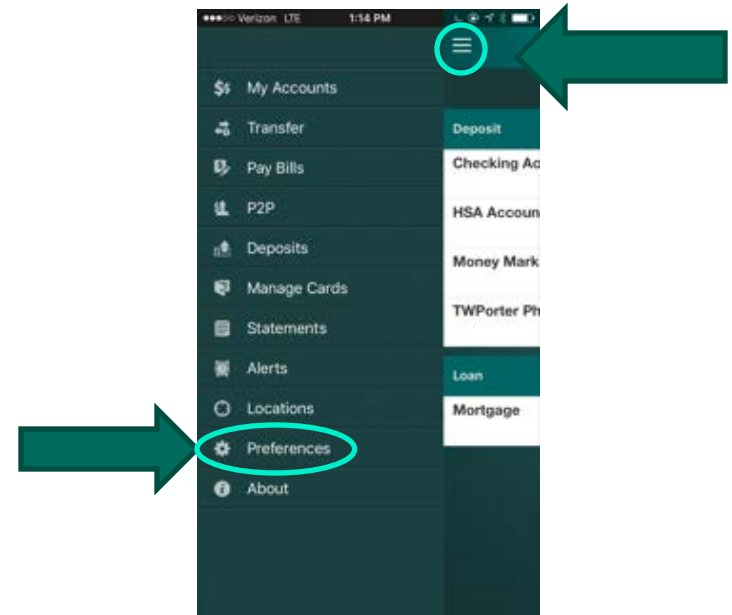 Verizon LTE 1:14 PM
My Accounts
Transfer
Pay Bills
P2P
Deposits
Manage Cards
Statements
Alerts
Locations
Preferences
About
Deposit
Checking Ac
HSA Accoun
Money Mark
TWPorter Ph
Loan
Mortgage